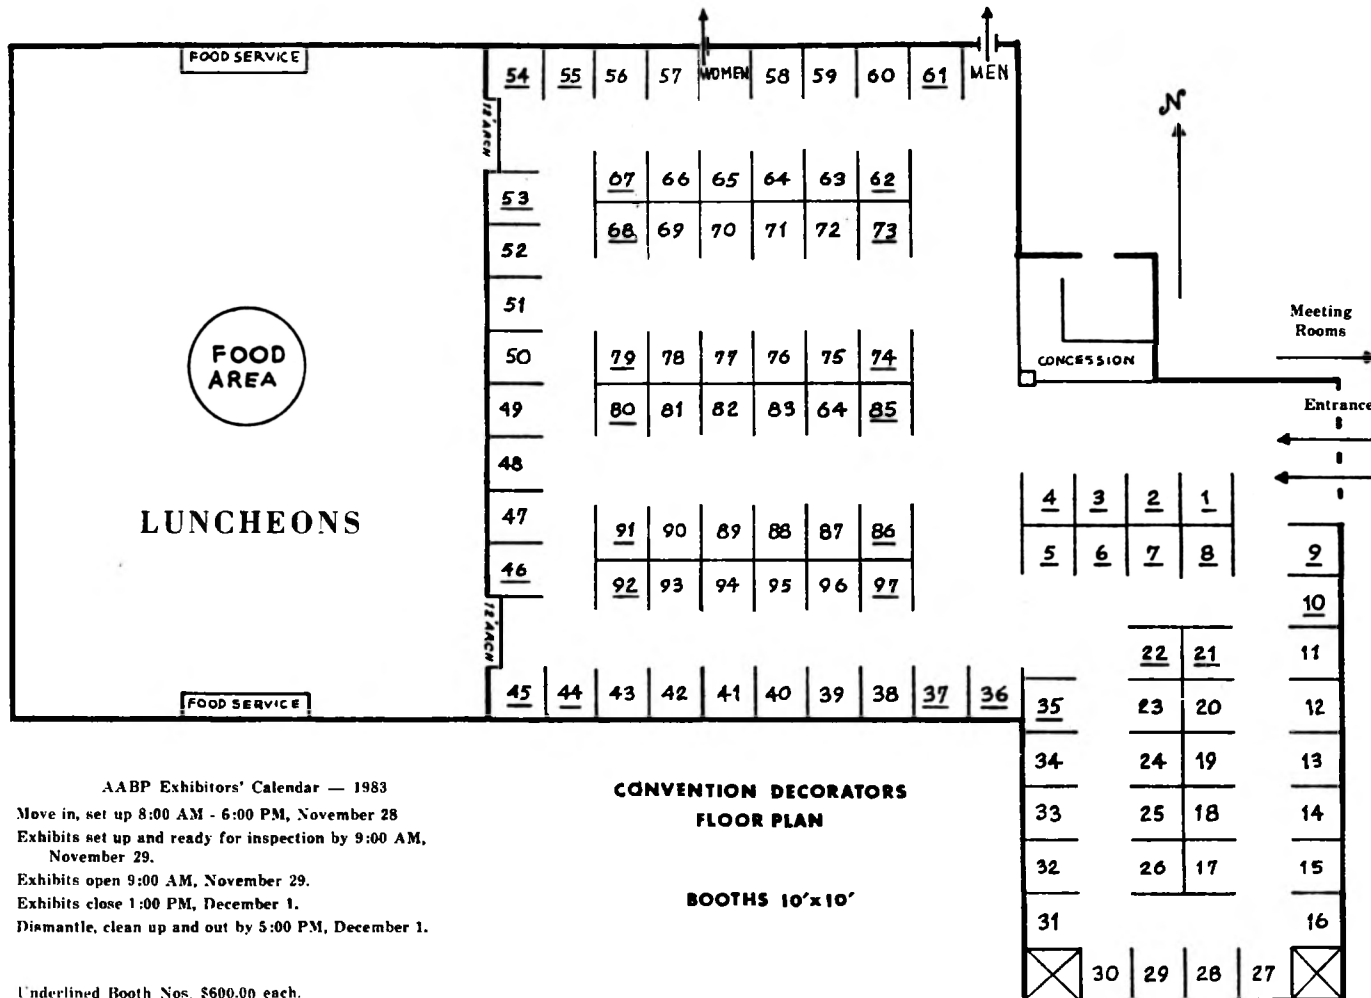 FOOD SERVICE
54 55 56 57 WOMEN 58 59 60 61 MEN
12' ARCH
N
67 66 65 64 63 62
53
68 69 70 71 72 73
52
51
Meeting
Rooms
50 79 78 77 76 75 74
CONCESSION
FOOD
AREA
49 80 81 82 83 64 85
Entrance
48
4 3 2 1
LUNCHEONS
47 91 90 89 88 87 86
5 6 7 8 9
46 92 93 94 95 96 97
10
12' ARCH
22 21 11
FOOD SERVICE
45 44 43 42 41 40 39 38 37 36
35 23 20 12
34 24 19 13
33 25 18 14
32 26 17 15
31 16
30 29 28 27
AABP Exhibitors' Calendar — 1983
Move in, set up 8:00 AM - 6:00 PM, November 28
Exhibits set up and ready for inspection by 9:00 AM,
November 29.
Exhibits open 9:00 AM, November 29.
Exhibits close 1:00 PM, December 1.
Dismantle, clean up and out by 5:00 PM, December 1.
Underlined Booth Nos. $600.00 each.
CONVENTION DECORATORS
FLOOR PLAN
BOOTHS 10'x10'